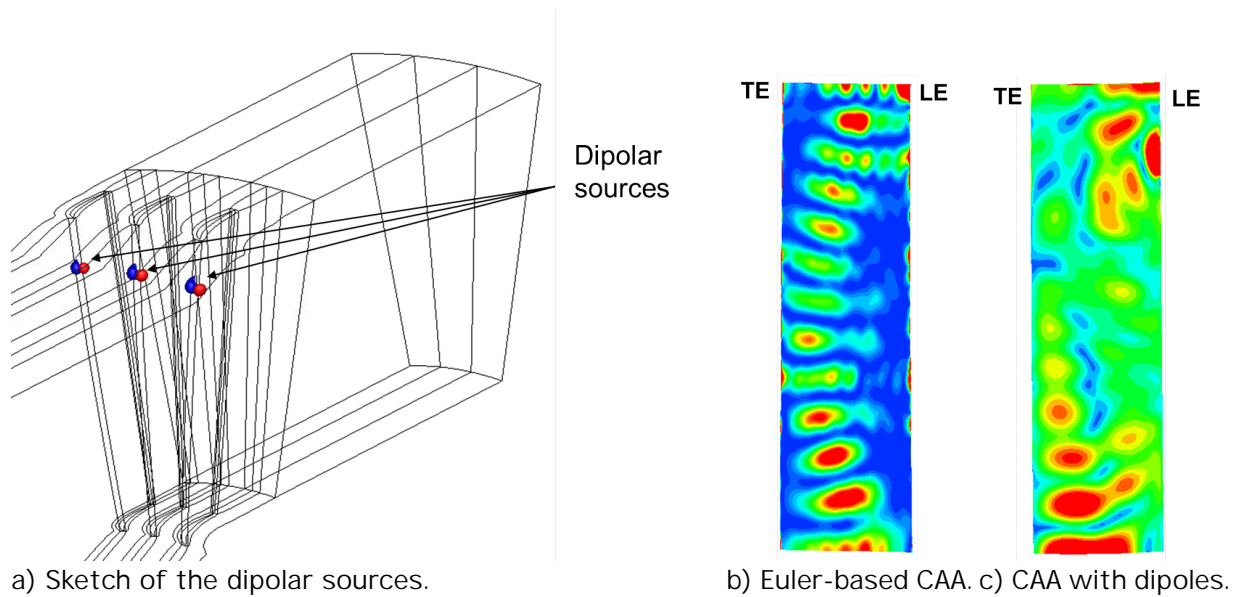 Dipolar
sources
TE
LE
TE
LE
a) Sketch of the dipolar sources.
b) Euler-based CAA. c) CAA with dipoles.